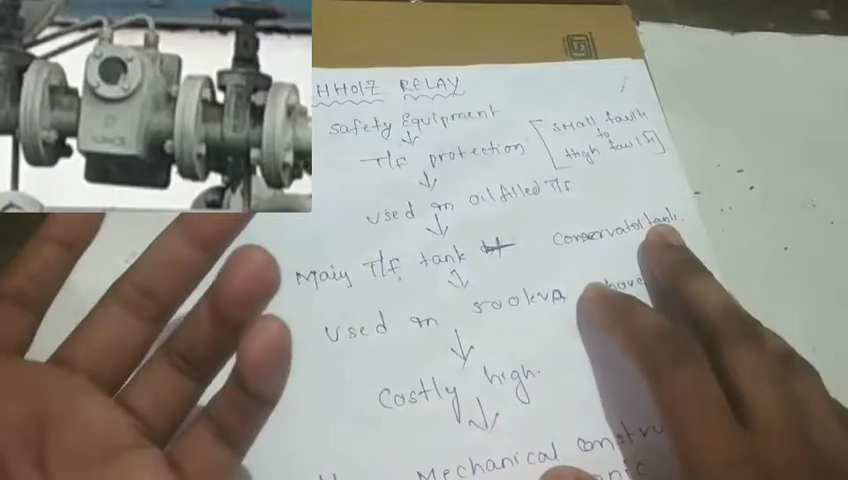 HHOLZ RELAY
Safety Equipment
T/F protection
small fault
to
High fault
used in oil filled T/F
Main T/F tank Conservator tank.
used in 500kVA
Costly high.
Mechanical constru